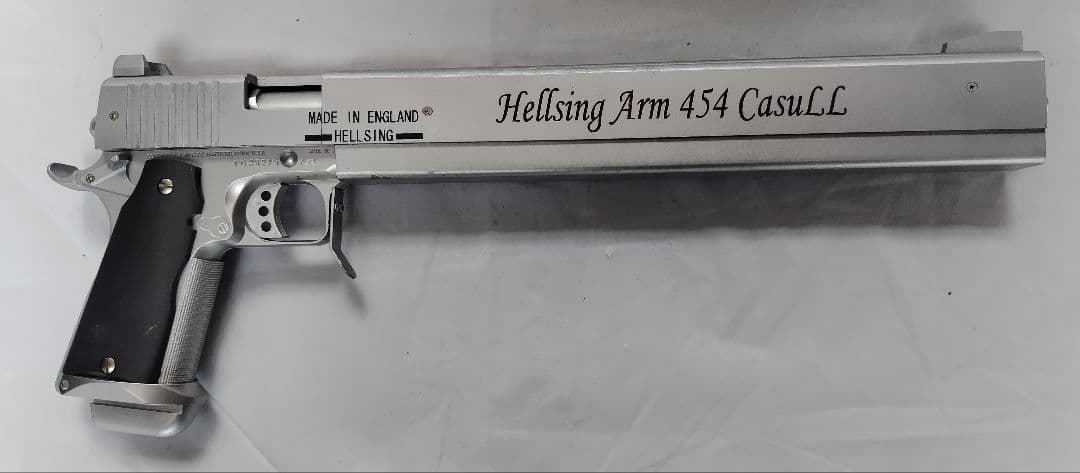 Hellsing Arm 454 CasuLL
MADE IN ENGLAND
HELLSING